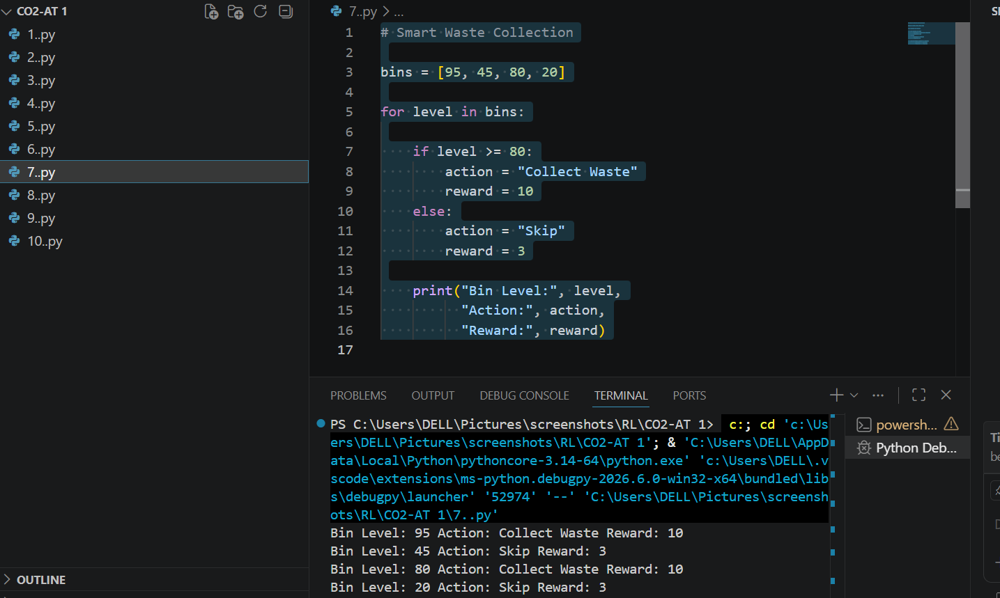 CO2-AT 1
1..py
2..py
3..py
4..py
5..py
6..py
7..py
8..py
9..py
10..py
OUTLINE
7..py > ...
1 # Smart Waste Collection
2
3 bins = [95, 45, 80, 20]
4
5 for level in bins:
6
7     if level >= 80:
8         action = "Collect Waste"
9         reward = 10
10     else:
11         action = "Skip"
12         reward = 3
13
14     print("Bin Level:", level,
15           "Action:", action,
16           "Reward:", reward)
17
PROBLEMS OUTPUT DEBUG CONSOLE TERMINAL PORTS
PS C:\Users\DELL\Pictures\screenshots\RL\CO2-AT 1> c:; cd 'c:\Us
ers\DELL\Pictures\screenshots\RL\CO2-AT 1'; & 'C:\Users\DELL\AppD
ata\Local\Python\pythoncore-3.14-64\python.exe' 'c:\Users\DELL\.v
scode\extensions\ms-python.debugpy-2026.6.0-win32-x64\bundled\lib
s\debugpy\launcher' '52974' '--' 'C:\Users\DELL\Pictures\screensh
ots\RL\CO2-AT 1\7..py'
Bin Level: 95 Action: Collect Waste Reward: 10
Bin Level: 45 Action: Skip Reward: 3
Bin Level: 80 Action: Collect Waste Reward: 10
Bin Level: 20 Action: Skip Reward: 3
powersh...
Python Deb...